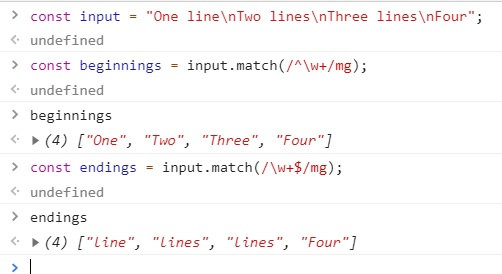 > const input = "One line\nTwo lines\nThree lines\nFour";
undefined
> const beginnings = input.match(/^\w+/mg);
undefined
> beginnings
(4) ["One", "Two", "Three", "Four"]
> const endings = input.match(/\w+$/mg);
undefined
> endings
(4) ["line", "lines", "lines", "Four"]
>